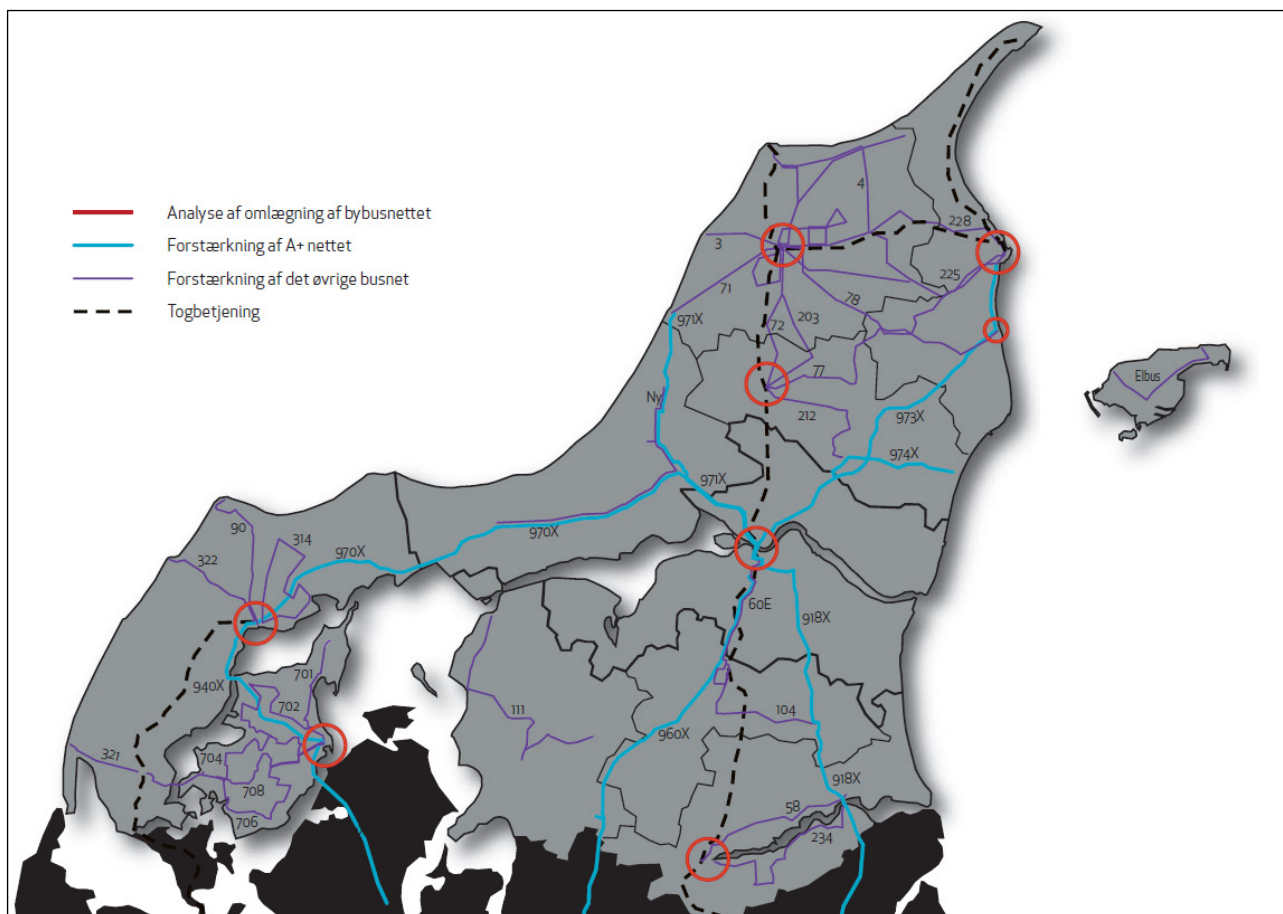 Analyse af omlægning af bybusnettet
Forstærkning af A+ nettet
Forstærkning af det øvrige busnet
Togbetjening
4
228
3
225
71
78
203
971X
72
77
Elbus
Ny
212
973X
974X
971X
90
970X
314
970X
322
60E
918X
701
940X
702
104
111
960X
321
704
708
918X
58
706
234